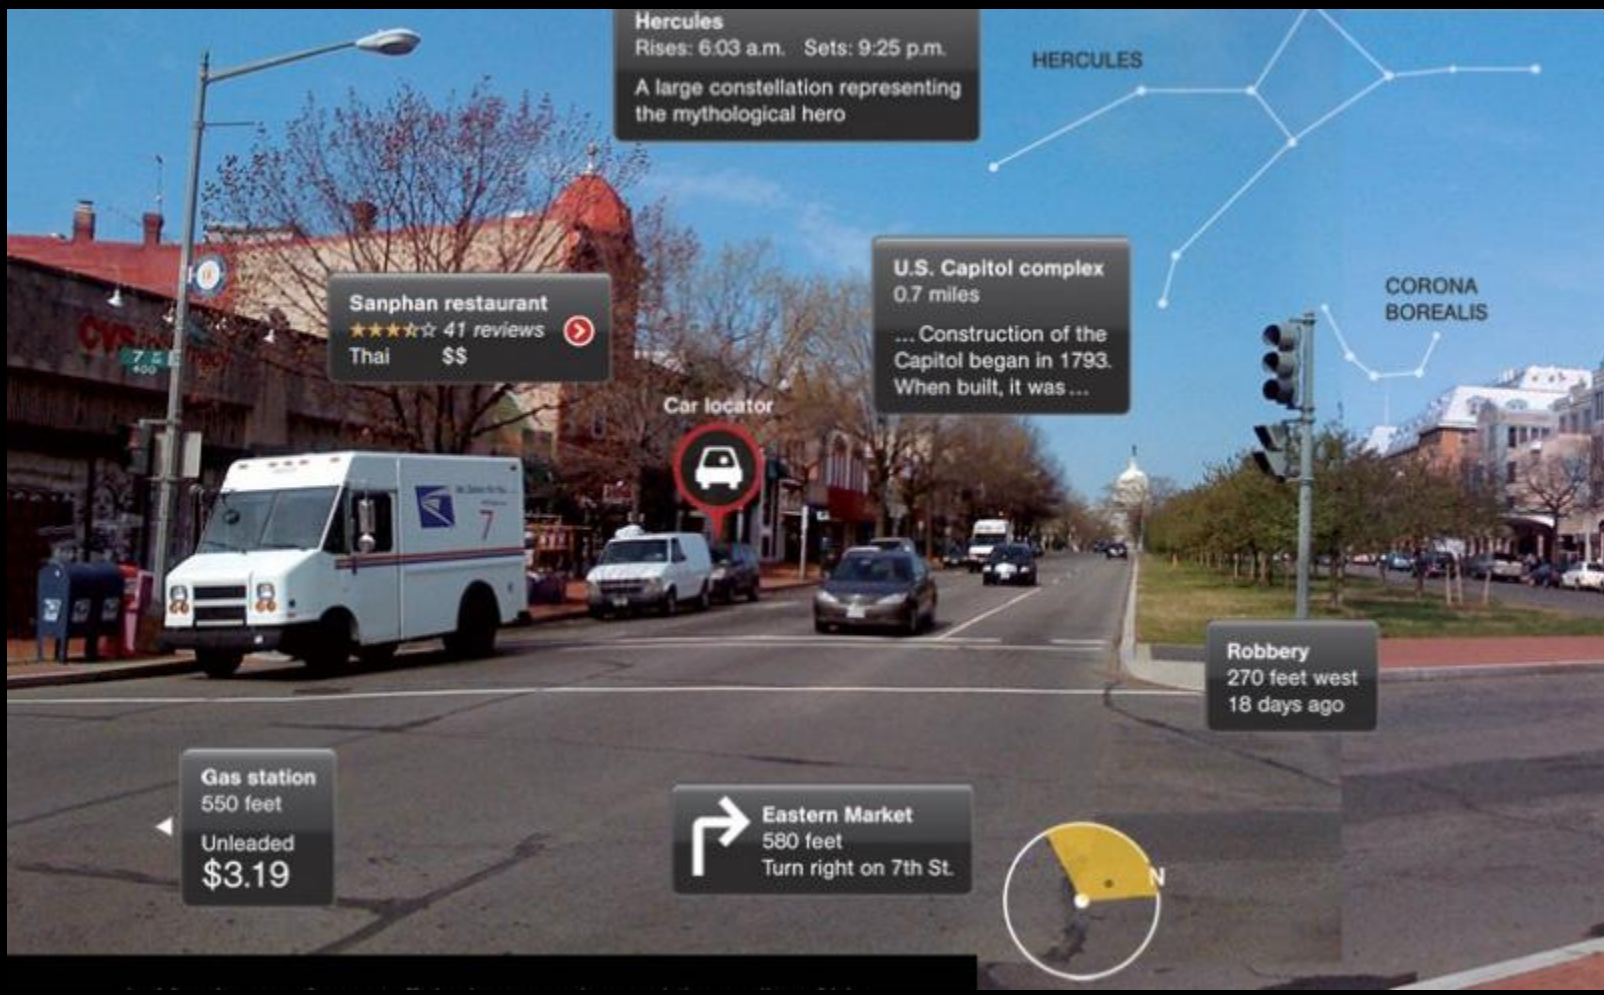 Hercules
Rises: 6:03 a.m. Sets: 9:25 p.m.
A large constellation representing
the mythological hero
HERCULES
U.S. Capitol complex
0.7 miles
... Construction of the
Capitol began in 1793.
When built, it was ...
CORONA
BOREALIS
Sanphan restaurant
41 reviews
Thai $$
CVS
7
400
Car locator
7
Robbery
270 feet west
18 days ago
Gas station
550 feet
Unleaded
$3.19
Eastern Market
580 feet
Turn right on 7th St.
N